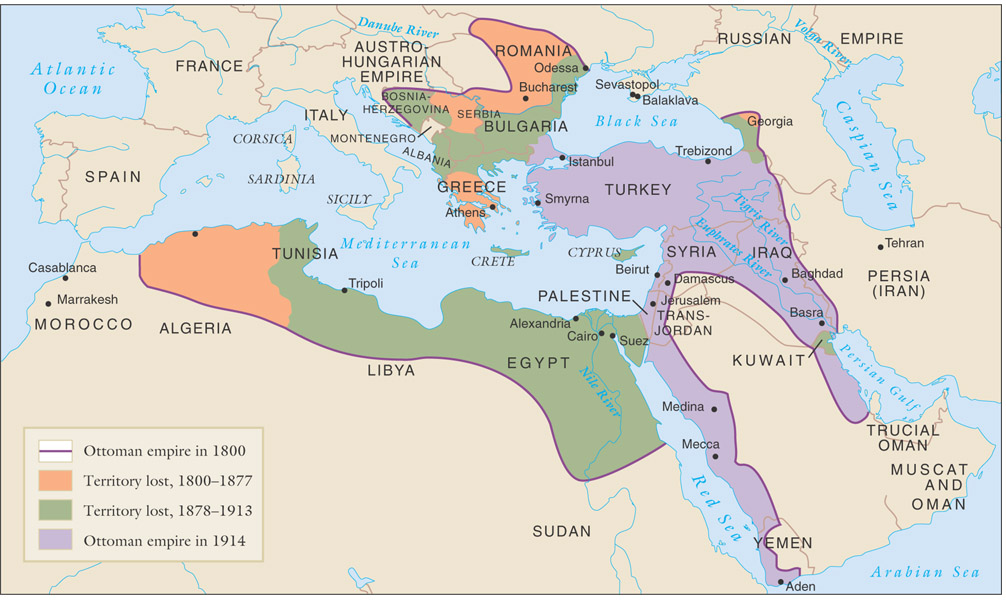 Danube River
RUSSIAN EMPIRE
Volga River
AUSTRO-
HUNGARIAN
EMPIRE
ROMANIA
Atlantic
Ocean
FRANCE
Odessa
Bucharest
Sevastopol
Balaklava
BOSNIA-
HERZEGOVINA
SERBIA
ITALY
BULGARIA
Black Sea
Georgia
Caspian Sea
CORSICA
MONTENEGRO
ALBANIA
Istanbul
Trebizond
SPAIN
SARDINIA
GREECE
TURKEY
SICILY
Smyrna
Athens
Tigris River
Euphrates River
TUNISIA
Mediterranean
Sea
CRETE
CYPRUS
SYRIA
IRAQ
Tehran
Casablanca
Beirut
Damascus
Baghdad
PERSIA
(IRAN)
Marrakesh
Tripoli
PALESTINE
Jerusalem
TRANS-
JORDAN
Basra
MOROCCO
ALGERIA
Alexandria
Cairo
Suez
LIBYA
EGYPT
KUWAIT
Persian Gulf
Nile River
Medina
Mecca
TRUCIAL
OMAN
MUSCAT
AND
OMAN
Red Sea
SUDAN
YEMEN
Aden
Arabian Sea
Ottoman empire in 1800
Territory lost, 1800–1877
Territory lost, 1878–1913
Ottoman empire in 1914